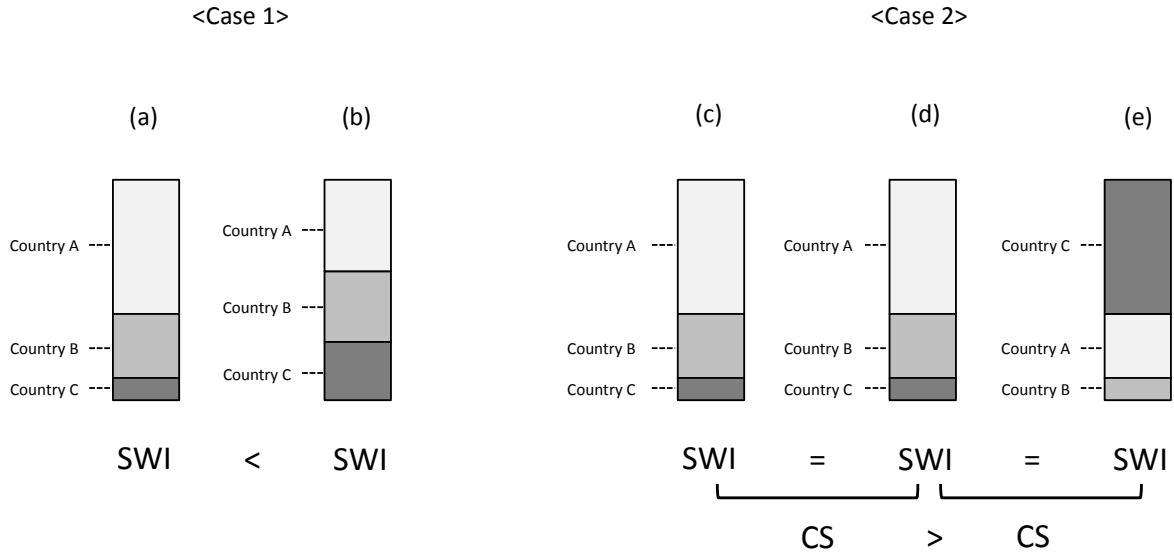 <Case 1>
(a) (b)
Country A
Country B
Country C
Country A
Country B
Country C
SWI < SWI
<Case 2>
(c) (d) (e)
Country A
Country B
Country C
Country A
Country B
Country C
Country C
Country A
Country B
SWI = SWI = SWI
CS > CS